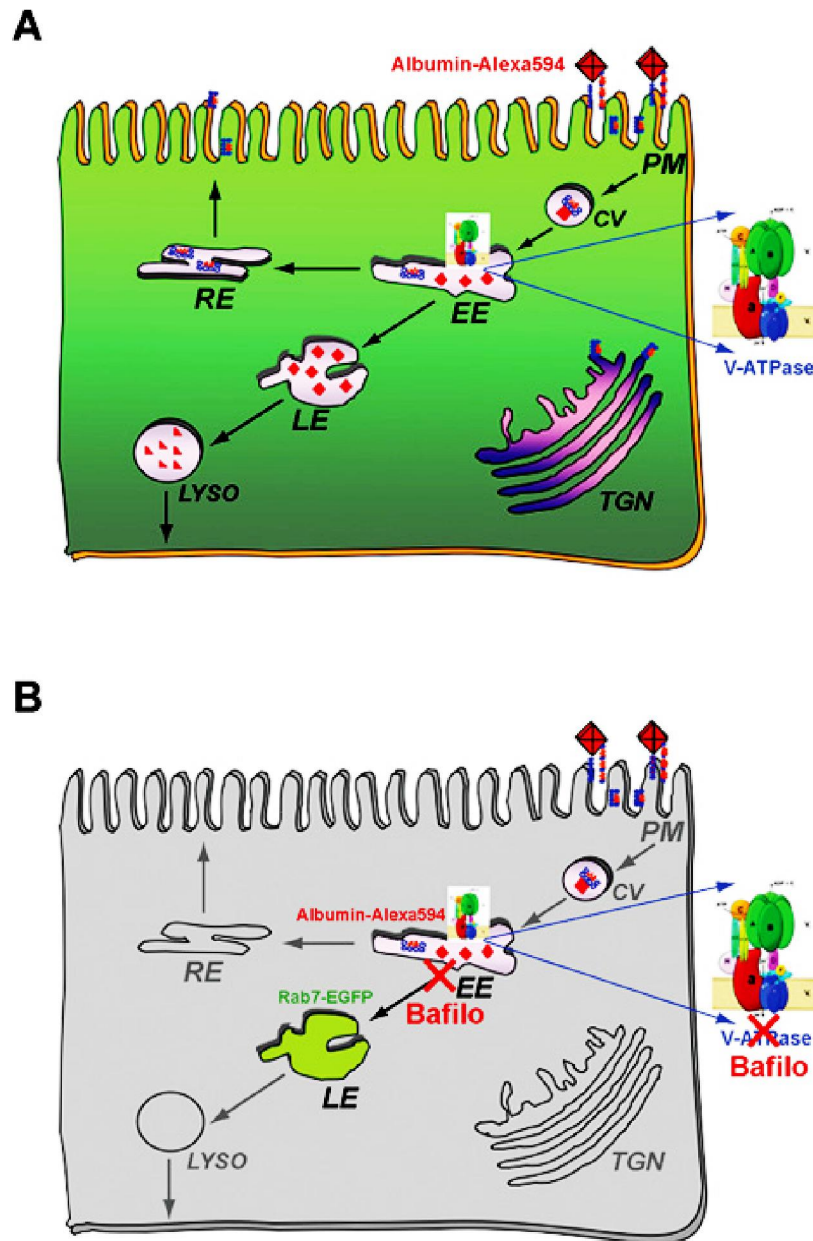 A
Albumin-Alexa594
PM
CV
RE
EE
V-ATPase
LE
LYSO
TGN
B
PM
CV
Albumin-Alexa594
RE
EE
Rab7-EGFP
Bafilo
V-ATPase
Bafilo
LE
LYSO
TGN